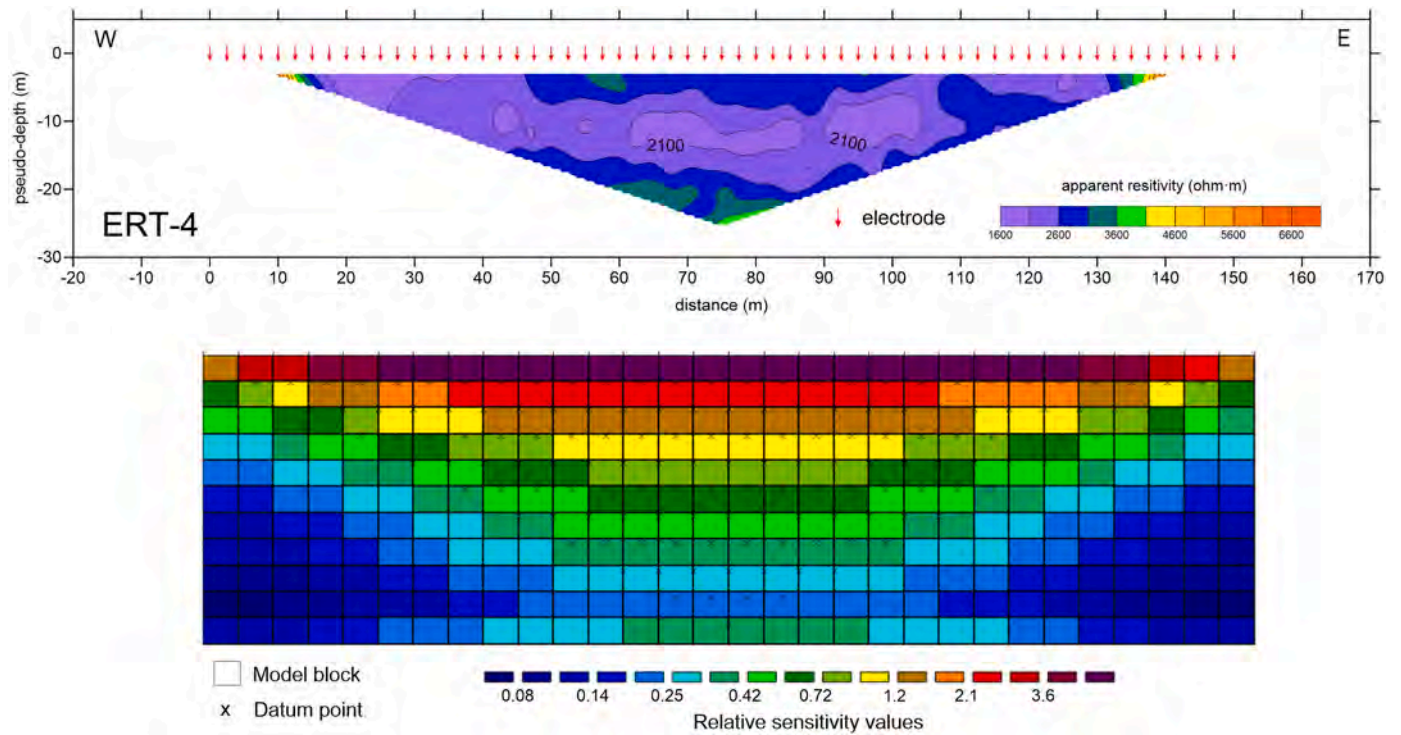 W
E
0
-10
-20
-30
pseudo-depth (m)
2100
2100
apparent resitivity (ohm·m)
1600 2600 3600 4600 5600 6600
electrode
ERT-4
-20 -10 0 10 20 30 40 50 60 70 80 90 100 110 120 130 140 150 160 170
distance (m)
Model block
x Datum point
0.08 0.14 0.25 0.42 0.72 1.2 2.1 3.6
Relative sensitivity values